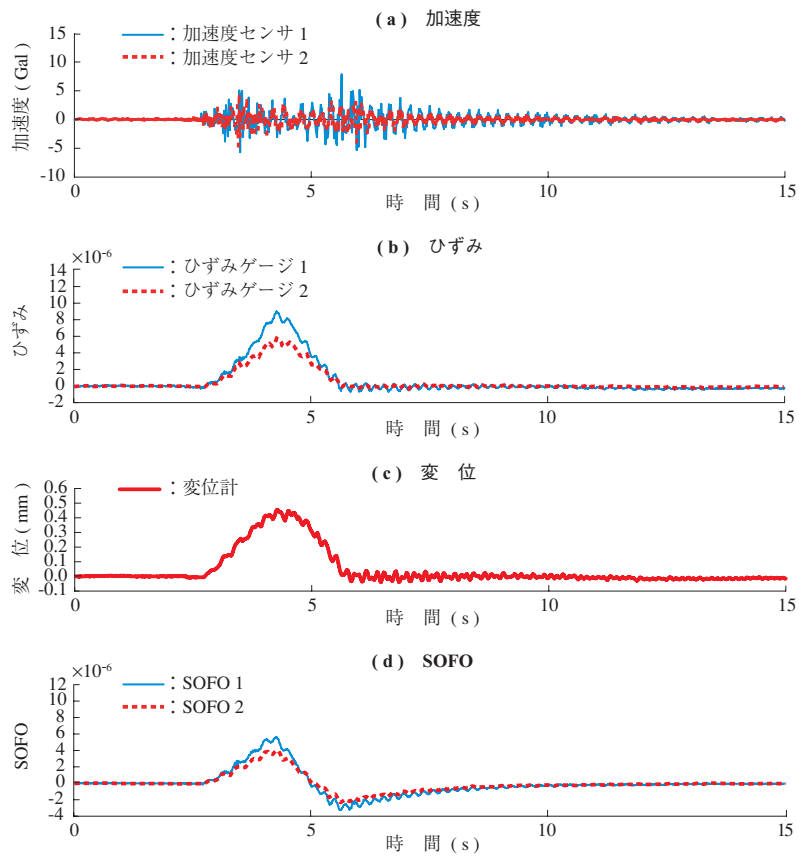 ( a ) 加速度
15
10
5
0
-5
-10
加速度 ( Gal )
：加速度センサ 1
：加速度センサ 2
0 5 10 15
時 間 ( s )
( b ) ひずみ
×10-6
14
12
10
8
6
4
2
0
-2
ひずみ
：ひずみゲージ 1
：ひずみゲージ 2
0 5 10 15
時 間 ( s )
( c ) 変 位
0.6
0.5
0.4
0.3
0.2
0.1
0.0
-0.1
変 位 ( mm )
：変位計
0 5 10 15
時 間 ( s )
( d ) SOFO
×10-6
12
10
8
6
4
2
0
-2
-4
SOFO
：SOFO 1
：SOFO 2
0 5 10 15
時 間 ( s )